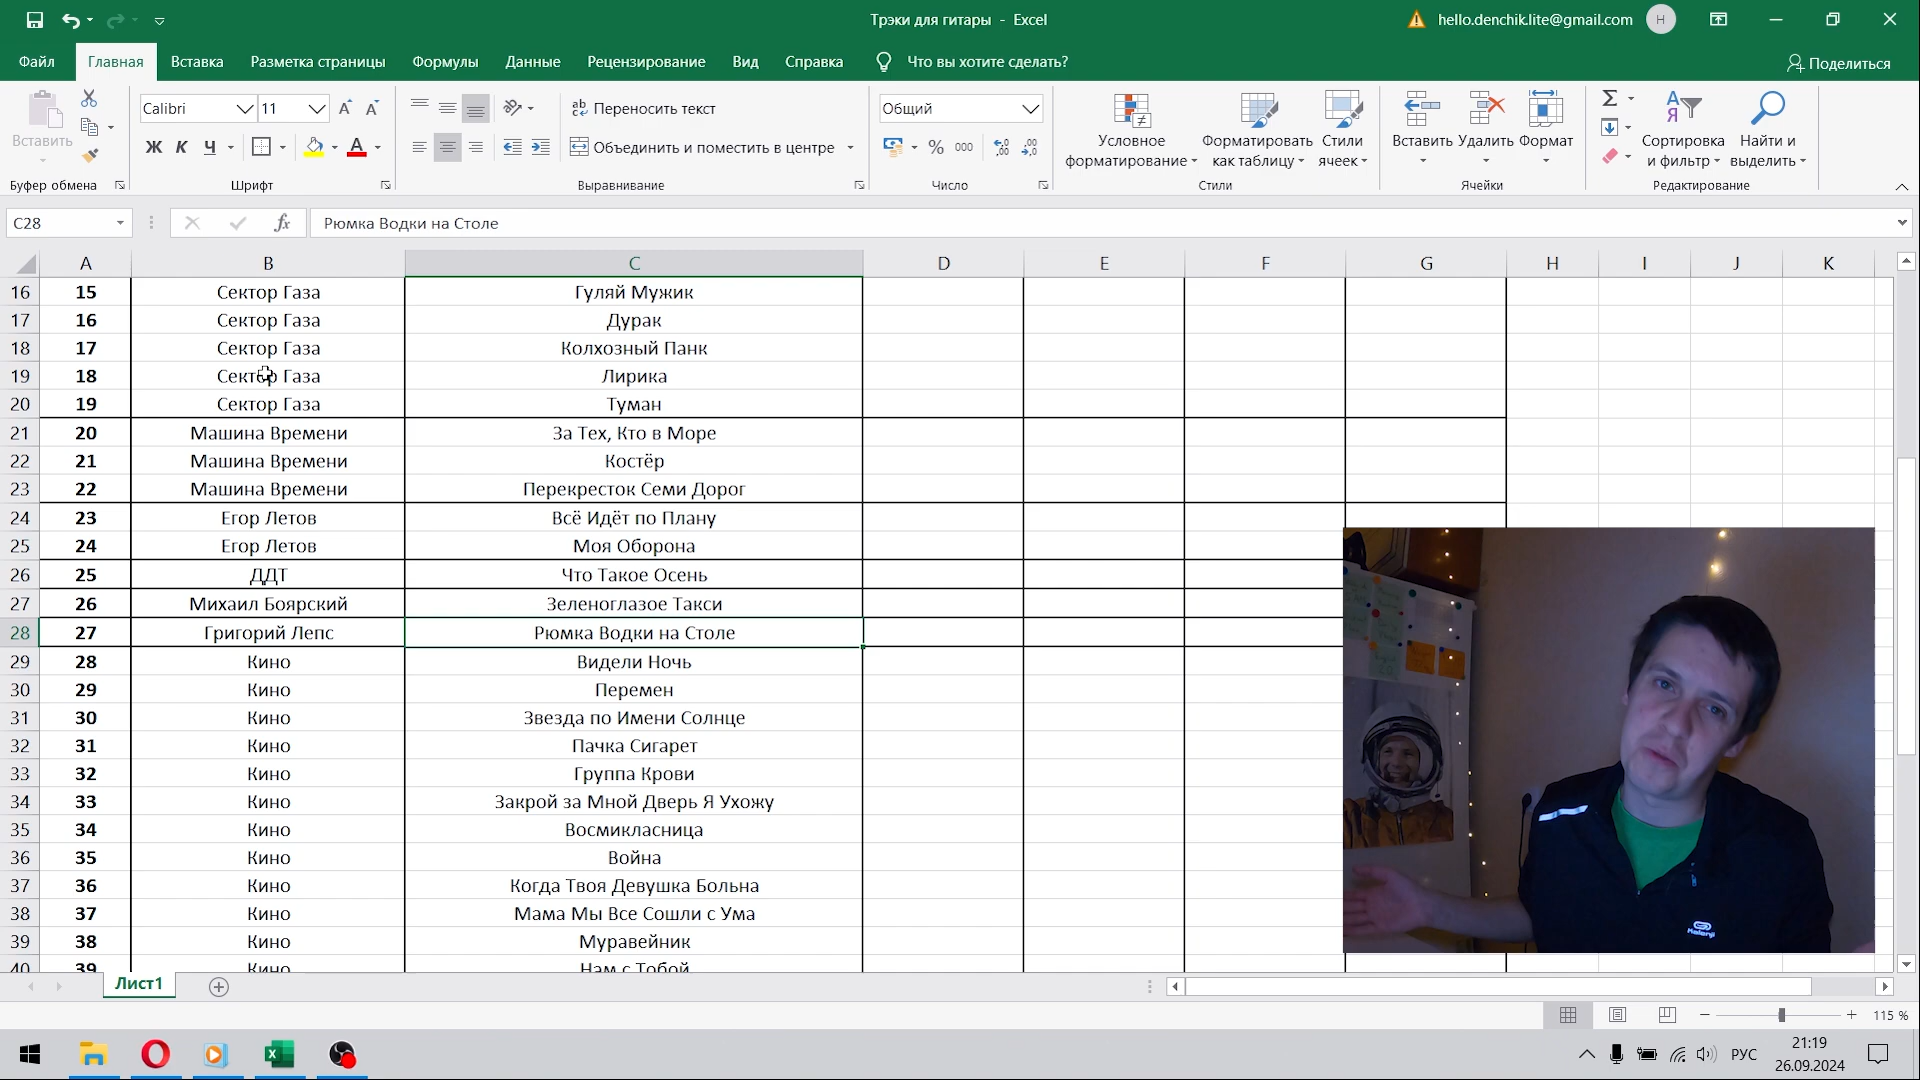 Трэки для гитары - Excel
hello.denchik.lite@gmail.com
H
Файл Главная Вставка Разметка страницы Формулы Данные Рецензирование Вид Справка Что вы хотите сделать? Поделиться
Вставить
Буфер обмена
Calibri 11
Ж К Ч
Шрифт
Переносить текст
Объединить и поместить в центре
Выравнивание
Общий
% 000
Число
Условное форматирование
Форматировать как таблицу
Стили ячеек
Стили
Вставить Удалить Формат
Ячейки
Сортировка и фильтр
Найти и выделить
Редактирование
C28 fx Рюмка Водки на Столе
A B C D E F G H I J K
16 15 Сектор Газа Гуляй Мужик
17 16 Сектор Газа Дурак
18 17 Сектор Газа Колхозный Панк
19 18 Сектор Газа Лирика
20 19 Сектор Газа Туман
21 20 Машина Времени За Тех, Кто в Море
22 21 Машина Времени Костёр
23 22 Машина Времени Перекресток Семи Дорог
24 23 Егор Летов Всё Идёт по Плану
25 24 Егор Летов Моя Оборона
26 25 ДДТ Что Такое Осень
27 26 Михаил Боярский Зеленоглазое Такси
28 27 Григорий Лепс Рюмка Водки на Столе
29 28 Кино Видели Ночь
30 29 Кино Перемен
31 30 Кино Звезда по Имени Солнце
32 31 Кино Пачка Сигарет
33 32 Кино Группа Крови
34 33 Кино Закрой за Мной Дверь Я Ухожу
35 34 Кино Восмикласница
36 35 Кино Война
37 36 Кино Когда Твоя Девушка Больна
38 37 Кино Мама Мы Все Сошли с Ума
39 38 Кино Муравейник
40 39 Кино Нам с Тобой
Лист1
115 %
РУС
21:19
26.09.2024